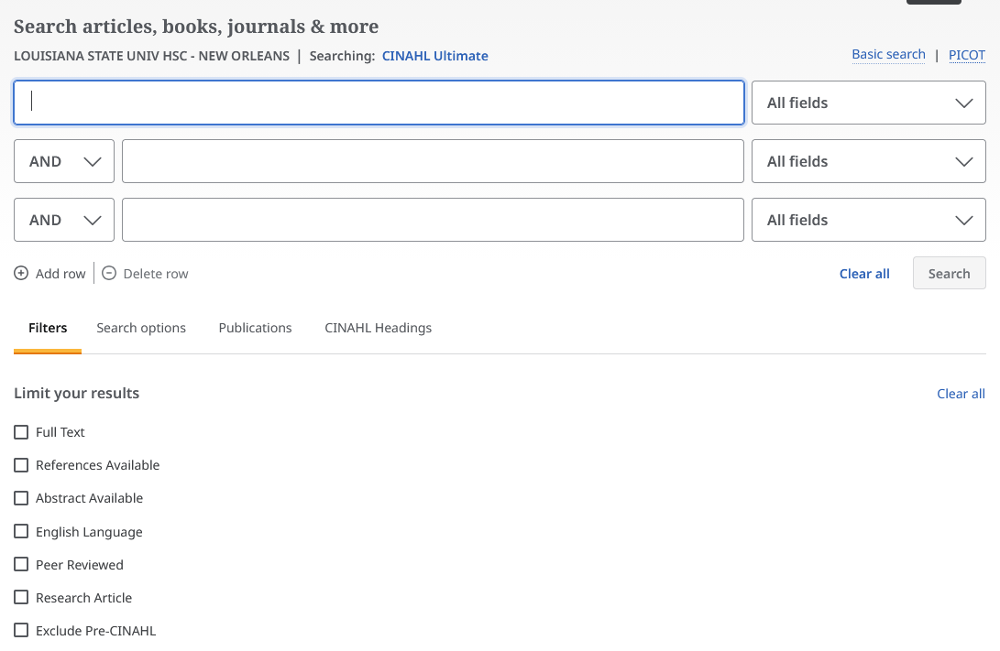 Search articles, books, journals & more
LOUISIANA STATE UNIV HSC - NEW ORLEANS | Searching: CINAHL Ultimate
Basic search | PICOT
All fields
AND
All fields
AND
All fields
Add row | Delete row
Clear all
Search
Filters
Search options
Publications
CINAHL Headings
Limit your results
Clear all
Full Text
References Available
Abstract Available
English Language
Peer Reviewed
Research Article
Exclude Pre-CINAHL